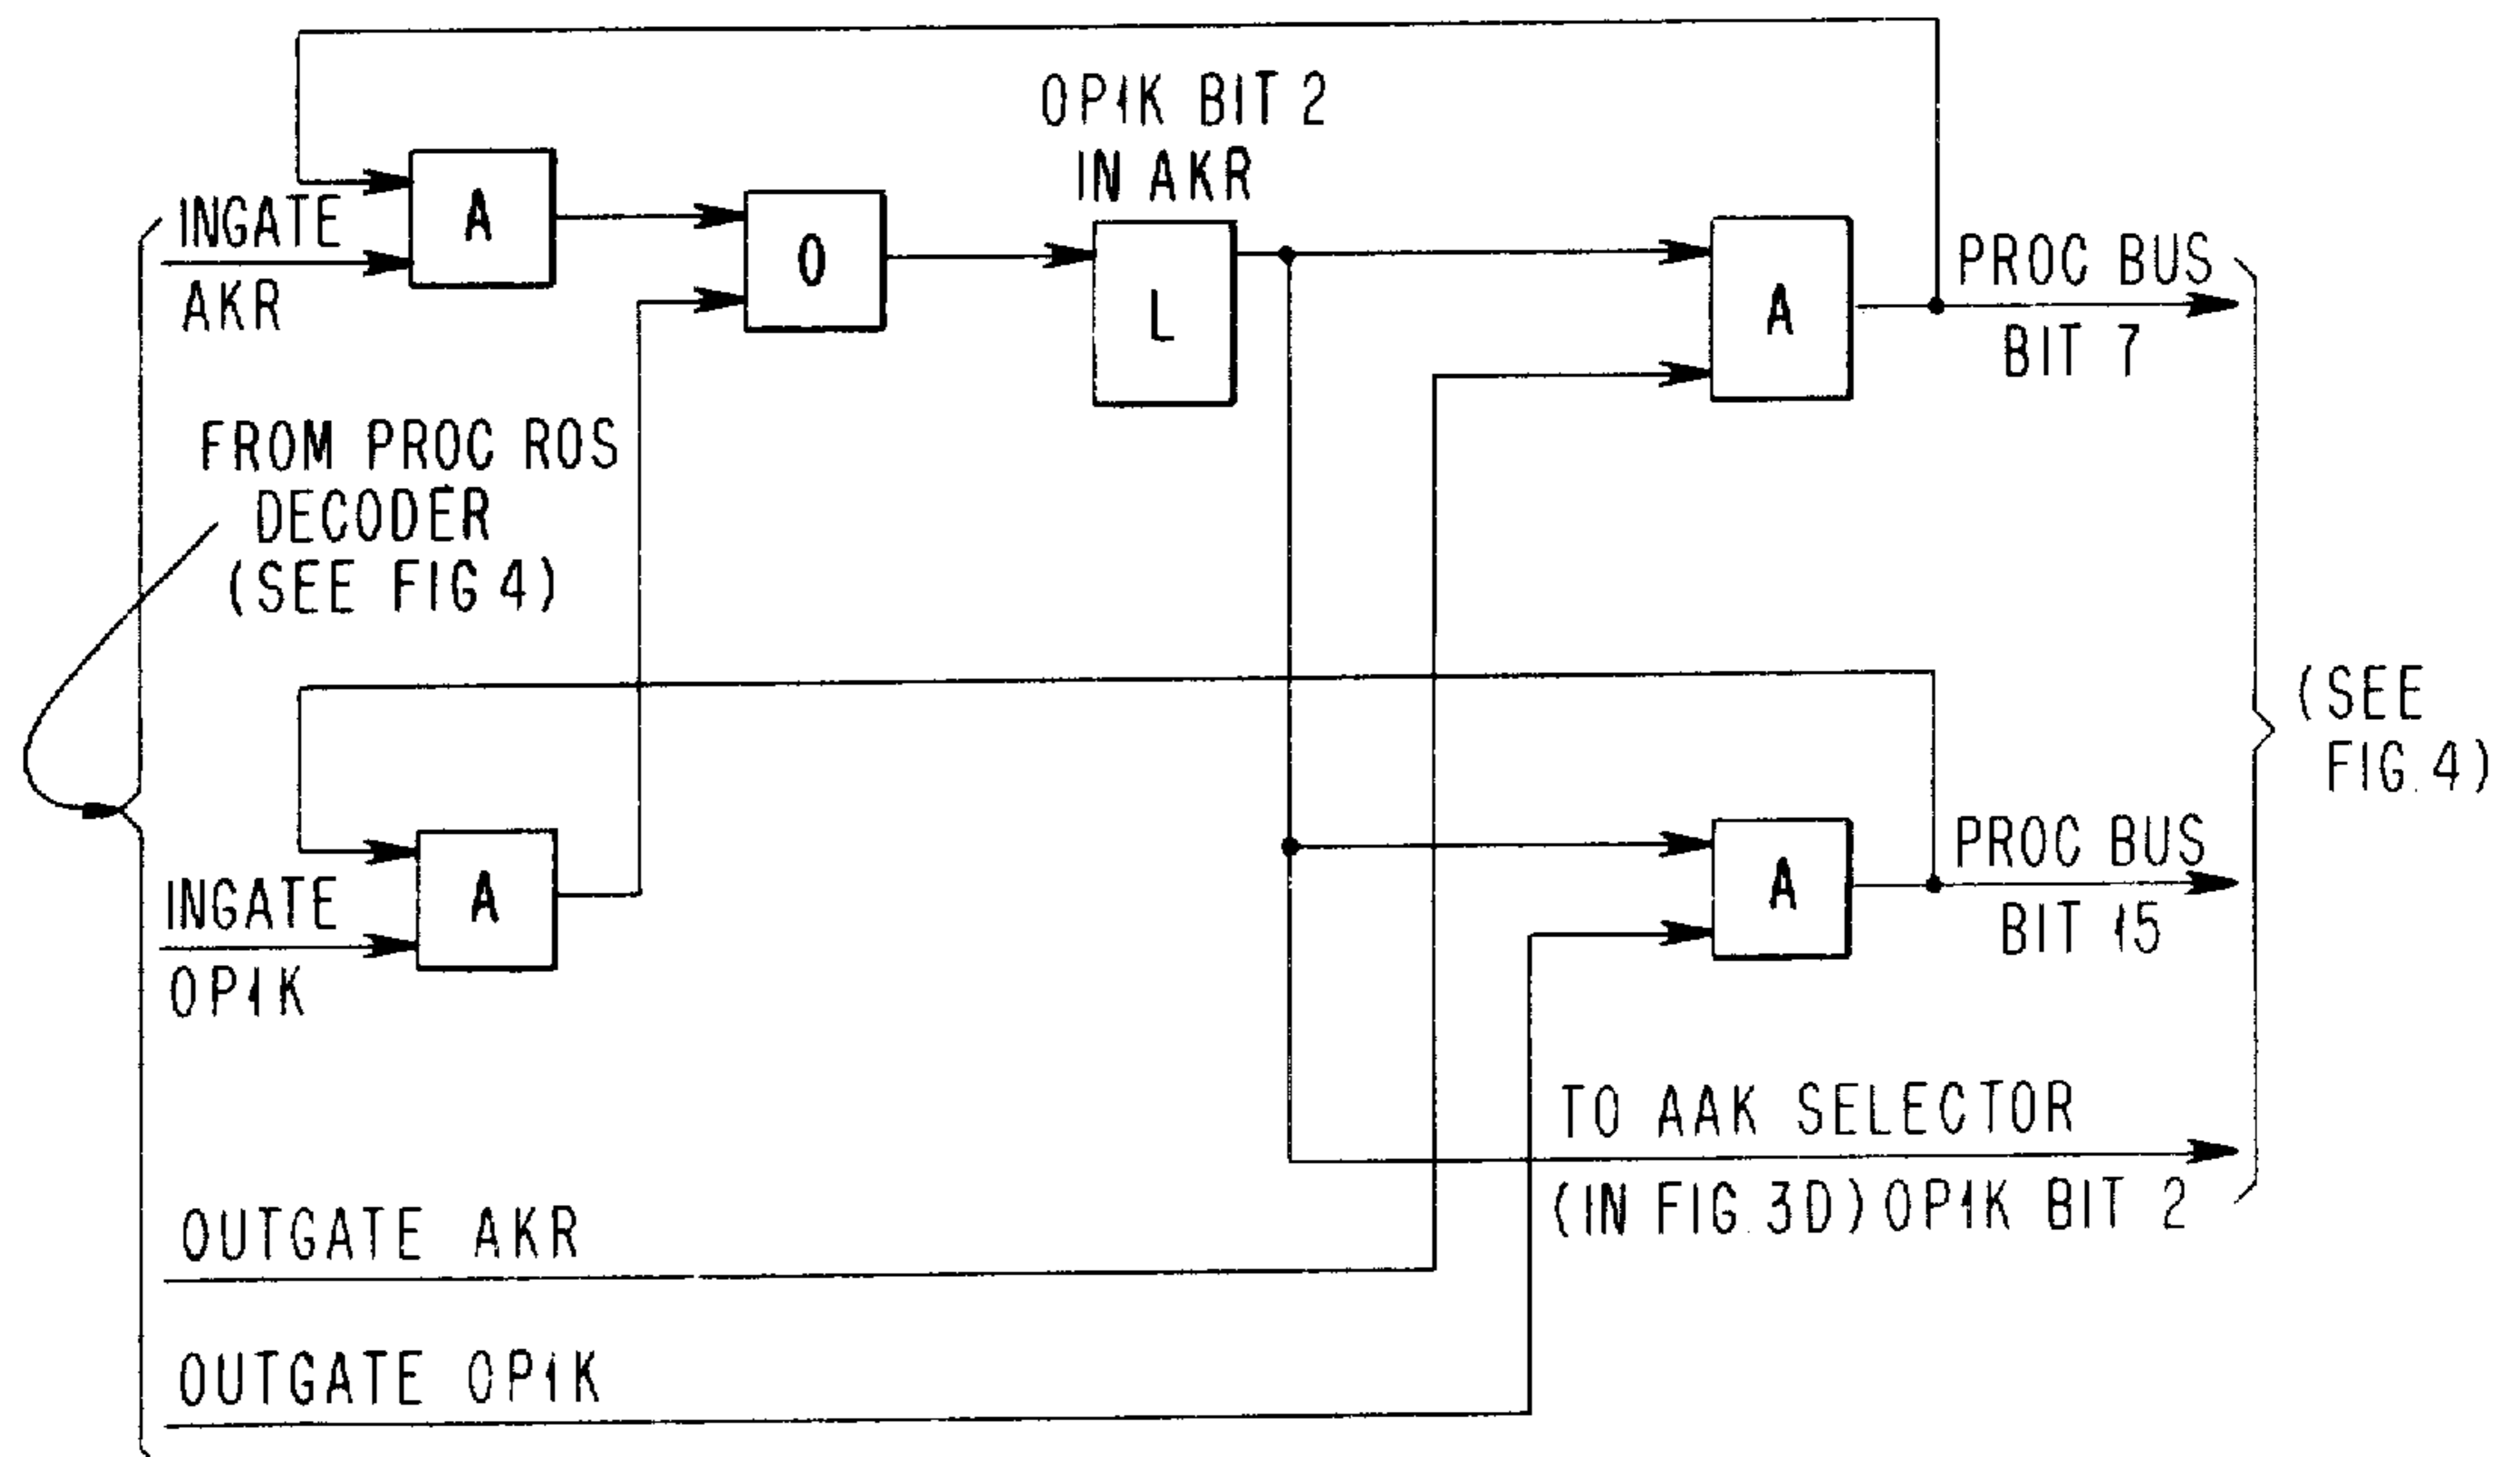 OP1K BIT 2
IN AKR
INGATE
AKR
A
O
L
A
PROC BUS
BIT 7
FROM PROC ROS
DECODER
(SEE FIG 4)
(SEE
FIG. 4)
INGATE
OP1K
A
A
PROC BUS
BIT 15
TO AAK SELECTOR
(IN FIG. 3D) OP1K BIT 2
OUTGATE AKR
OUTGATE OP1K